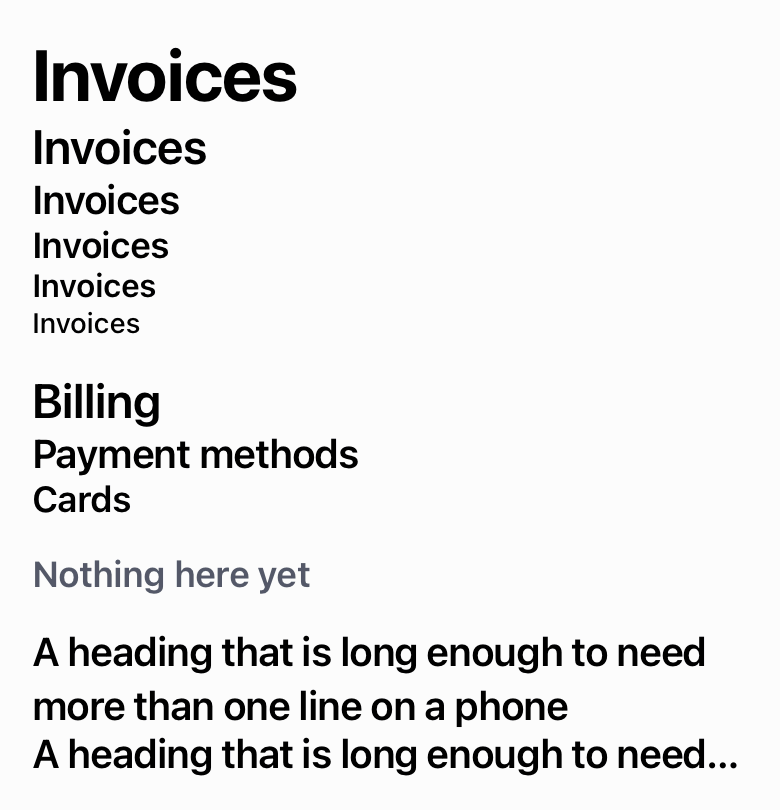 Invoices
Invoices
Invoices
Invoices
Invoices
Invoices
Billing
Payment methods
Cards
Nothing here yet
A heading that is long enough to need
more than one line on a phone
A heading that is long enough to need...